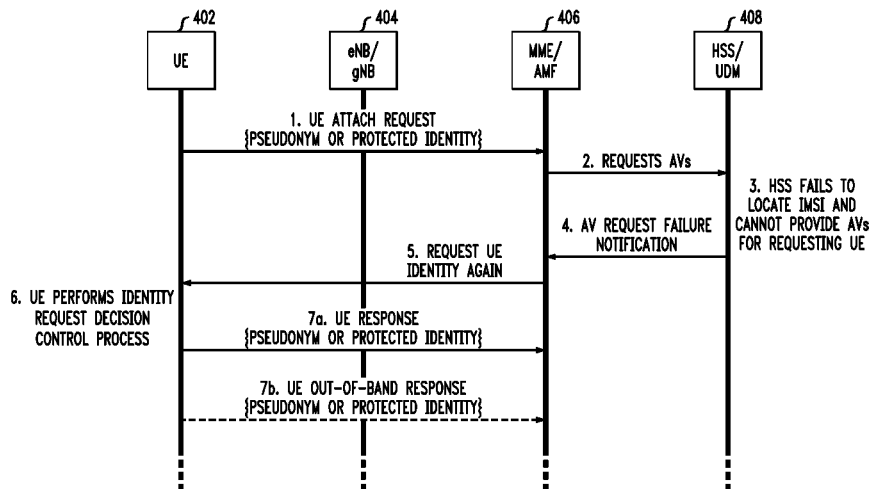 402
404
406
408
UE
eNB/
gNB
MME/
AMF
HSS/
UDM
1. UE ATTACH REQUEST
{PSEUDONYM OR PROTECTED IDENTITY}
2. REQUESTS AVs
3. HSS FAILS TO
LOCATE IMSI AND
CANNOT PROVIDE AVs
FOR REQUESTING UE
4. AV REQUEST FAILURE
NOTIFICATION
5. REQUEST UE
IDENTITY AGAIN
6. UE PERFORMS IDENTITY
REQUEST DECISION
CONTROL PROCESS
7a. UE RESPONSE
{PSEUDONYM OR PROTECTED IDENTITY}
7b. UE OUT-OF-BAND RESPONSE
{PSEUDONYM OR PROTECTED IDENTITY}